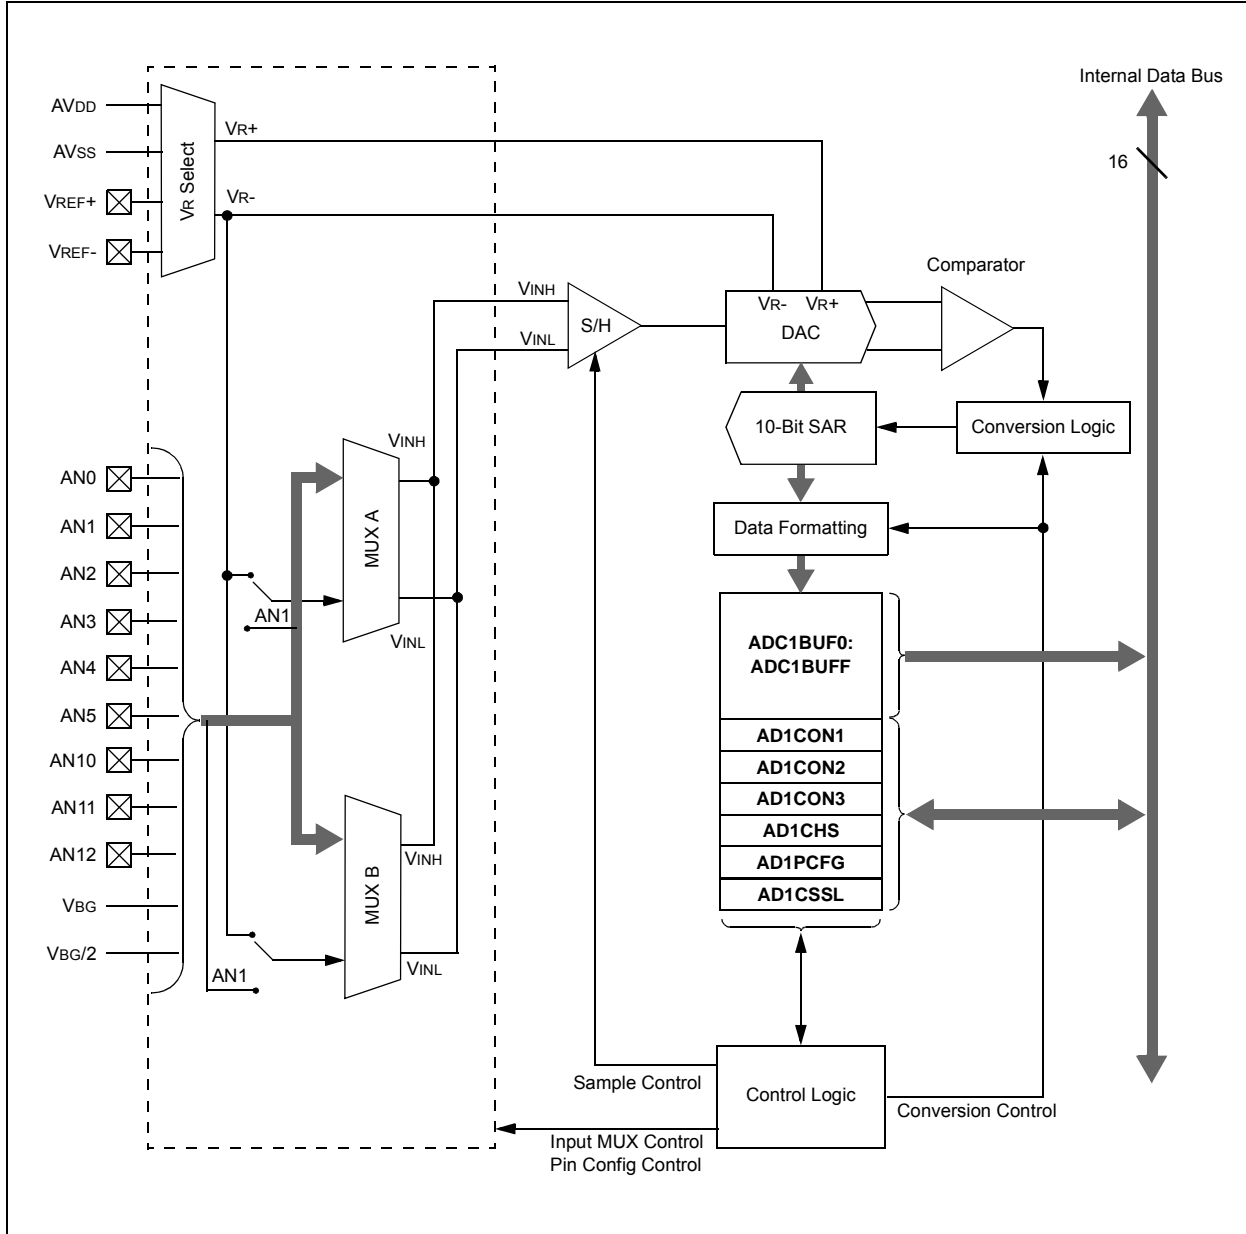 Internal Data Bus
16
AVDD
AVSS
VREF+
VREF-
VR Select
VR+
VR-
Comparator
VINH
VINL
S/H
VR- VR+
DAC
10-Bit SAR
Conversion Logic
Data Formatting
AN0
AN1
AN2
AN3
AN4
AN5
AN10
AN11
AN12
VBG
VBG/2
VINH
MUX A
AN1
VINL
MUX B
VINH
VINL
AN1
ADC1BUF0:
ADC1BUFF
AD1CON1
AD1CON2
AD1CON3
AD1CHS
AD1PCFG
AD1CSSL
Sample Control
Control Logic
Conversion Control
Input MUX Control
Pin Config Control